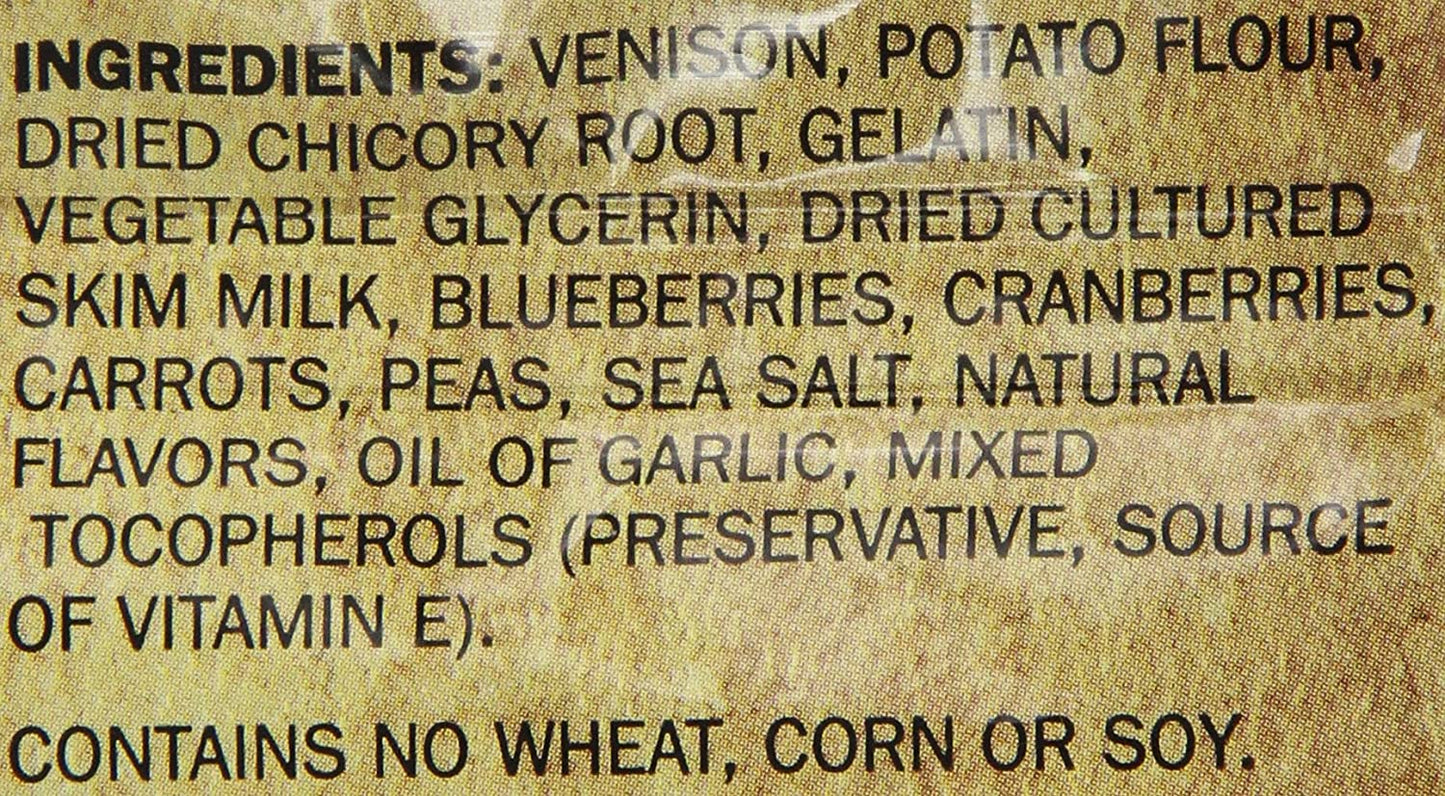 INGREDIENTS: VENISON, POTATO FLOUR,
DRIED CHICORY ROOT, GELATIN,
VEGETABLE GLYCERIN, DRIED CULTURED
SKIM MILK, BLUEBERRIES, CRANBERRIES,
CARROTS, PEAS, SEA SALT, NATURAL
FLAVORS, OIL OF GARLIC, MIXED
TOCOPHEROLS (PRESERVATIVE, SOURCE
OF VITAMIN E).
CONTAINS NO WHEAT, CORN OR SOY.